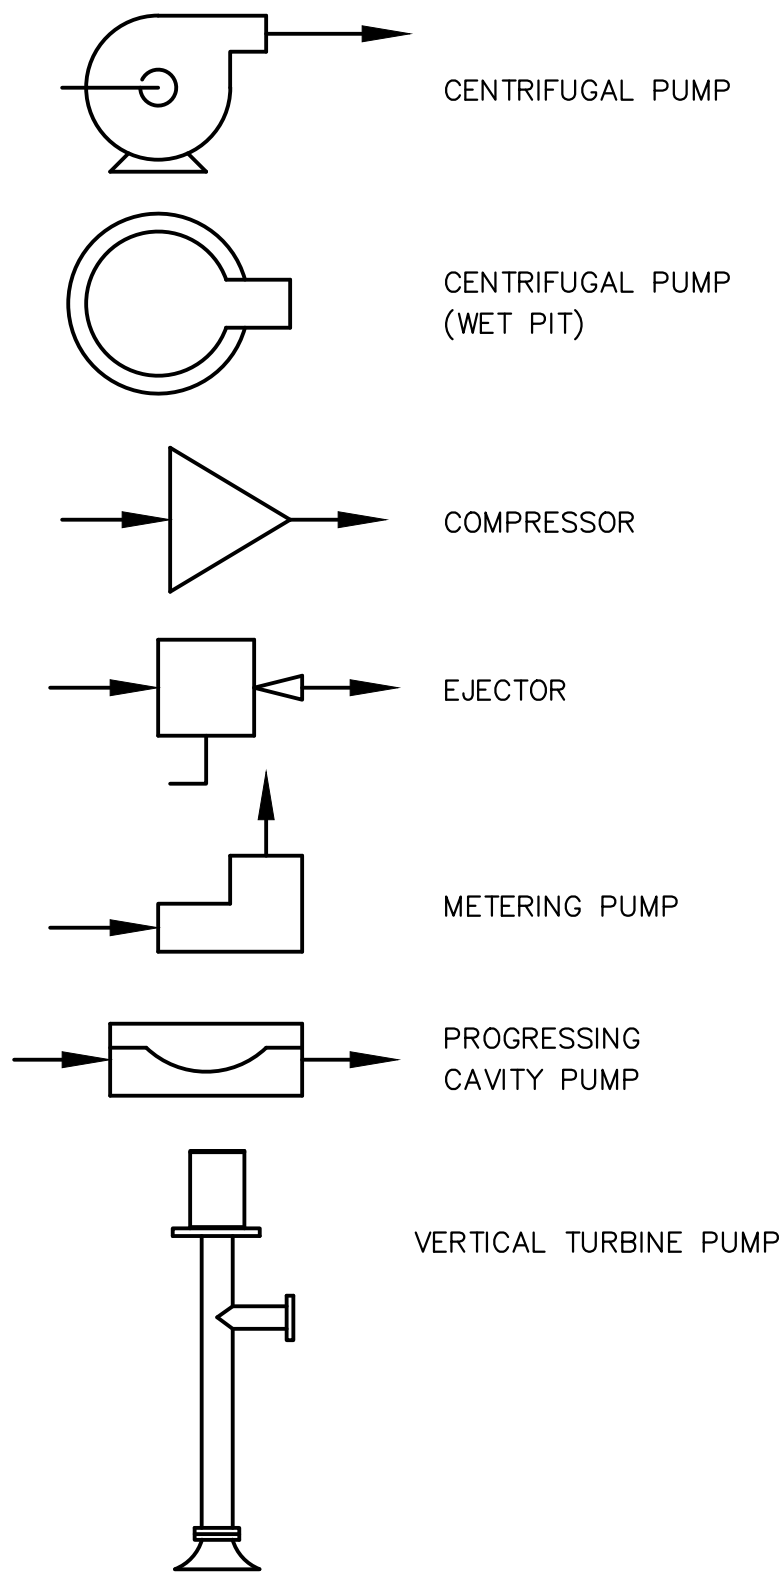 CENTRIFUGAL PUMP
CENTRIFUGAL PUMP
(WET PIT)
COMPRESSOR
EJECTOR
METERING PUMP
PROGRESSING
CAVITY PUMP
VERTICAL TURBINE PUMP